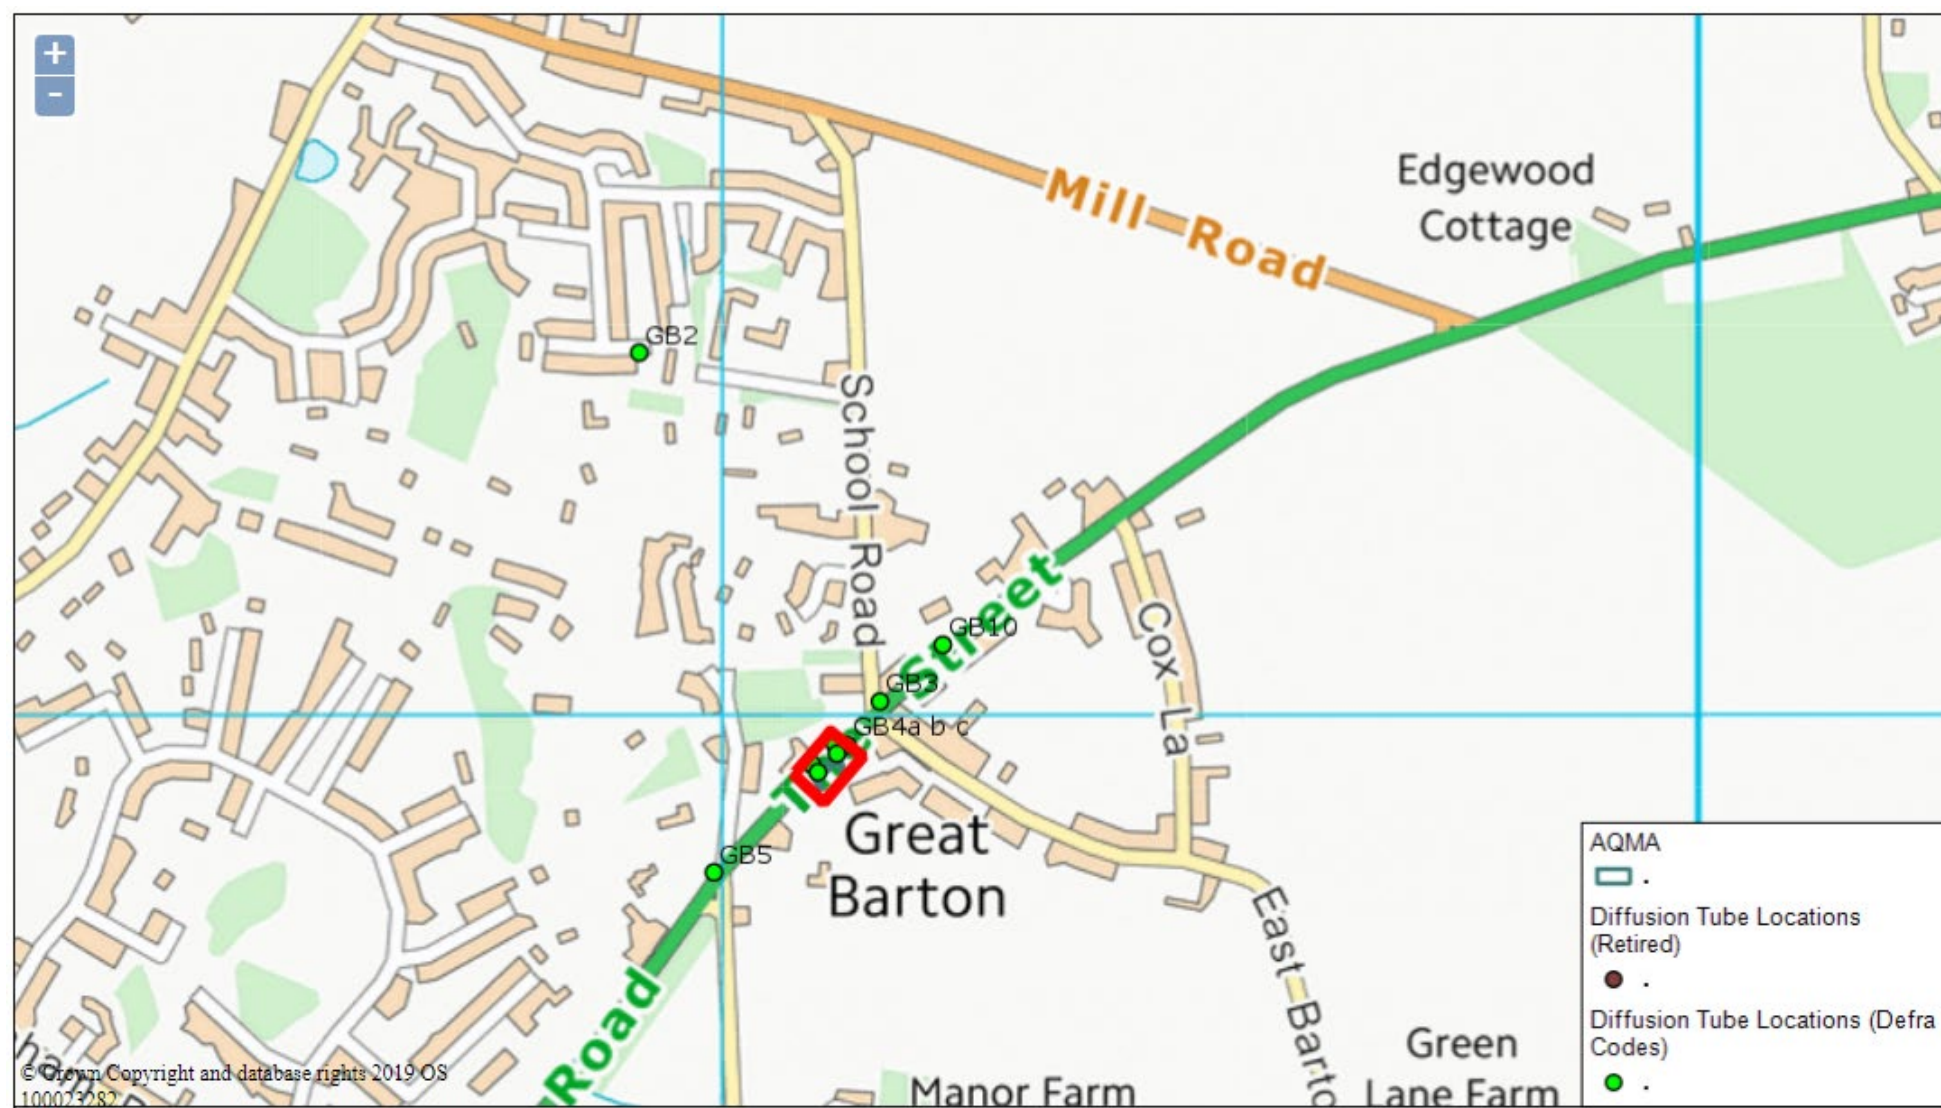 +
-
Mill Road
Edgewood
Cottage
GB2
School Road
Street
GB10
Cox La
GB3
GB4a b c
The
Great
Barton
GB5
East Barto
Road
Green
Lane Farm
Manor Farm
© Crown Copyright and database rights 2019 OS
100023282
AQMA
.
Diffusion Tube Locations
(Retired)
.
Diffusion Tube Locations (Defra
Codes)
.